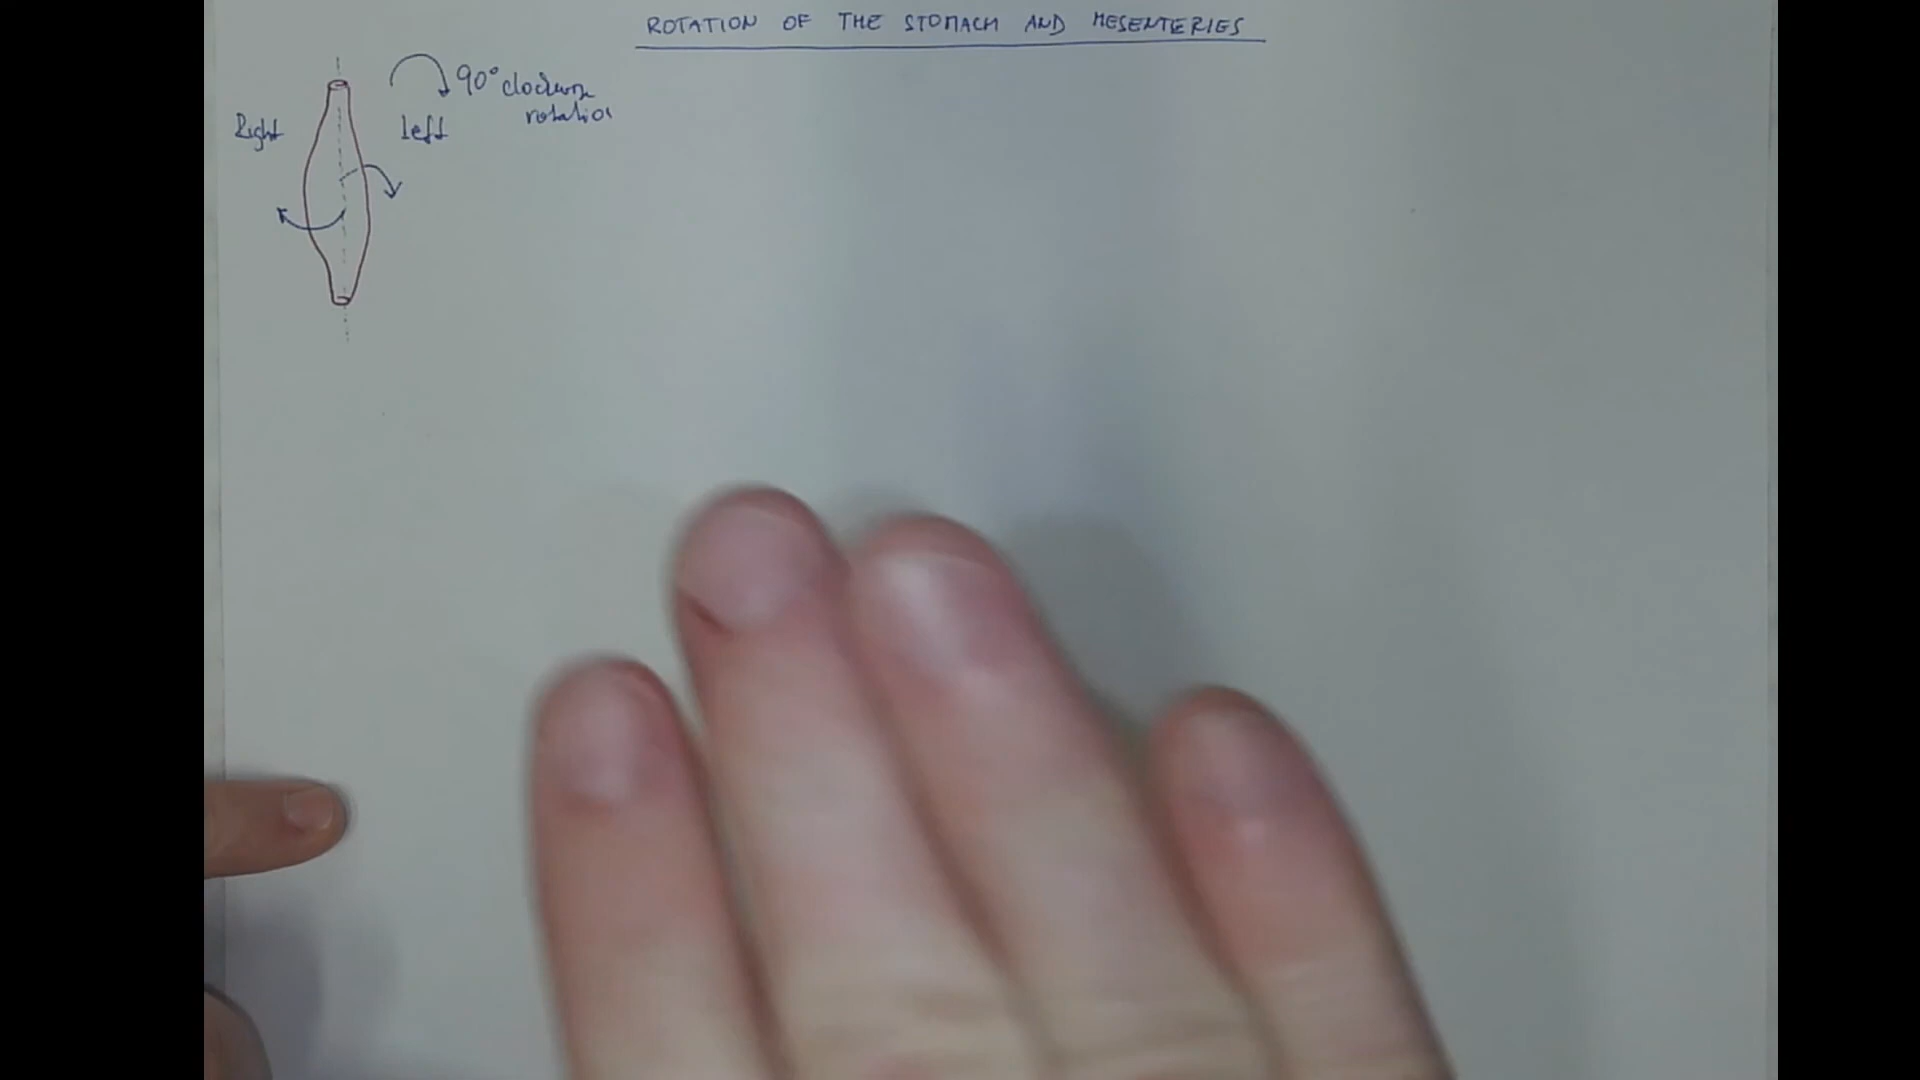 ROTATION OF THE STOMACH AND MESENTERIES
90° clockwise
rotation
Right
left